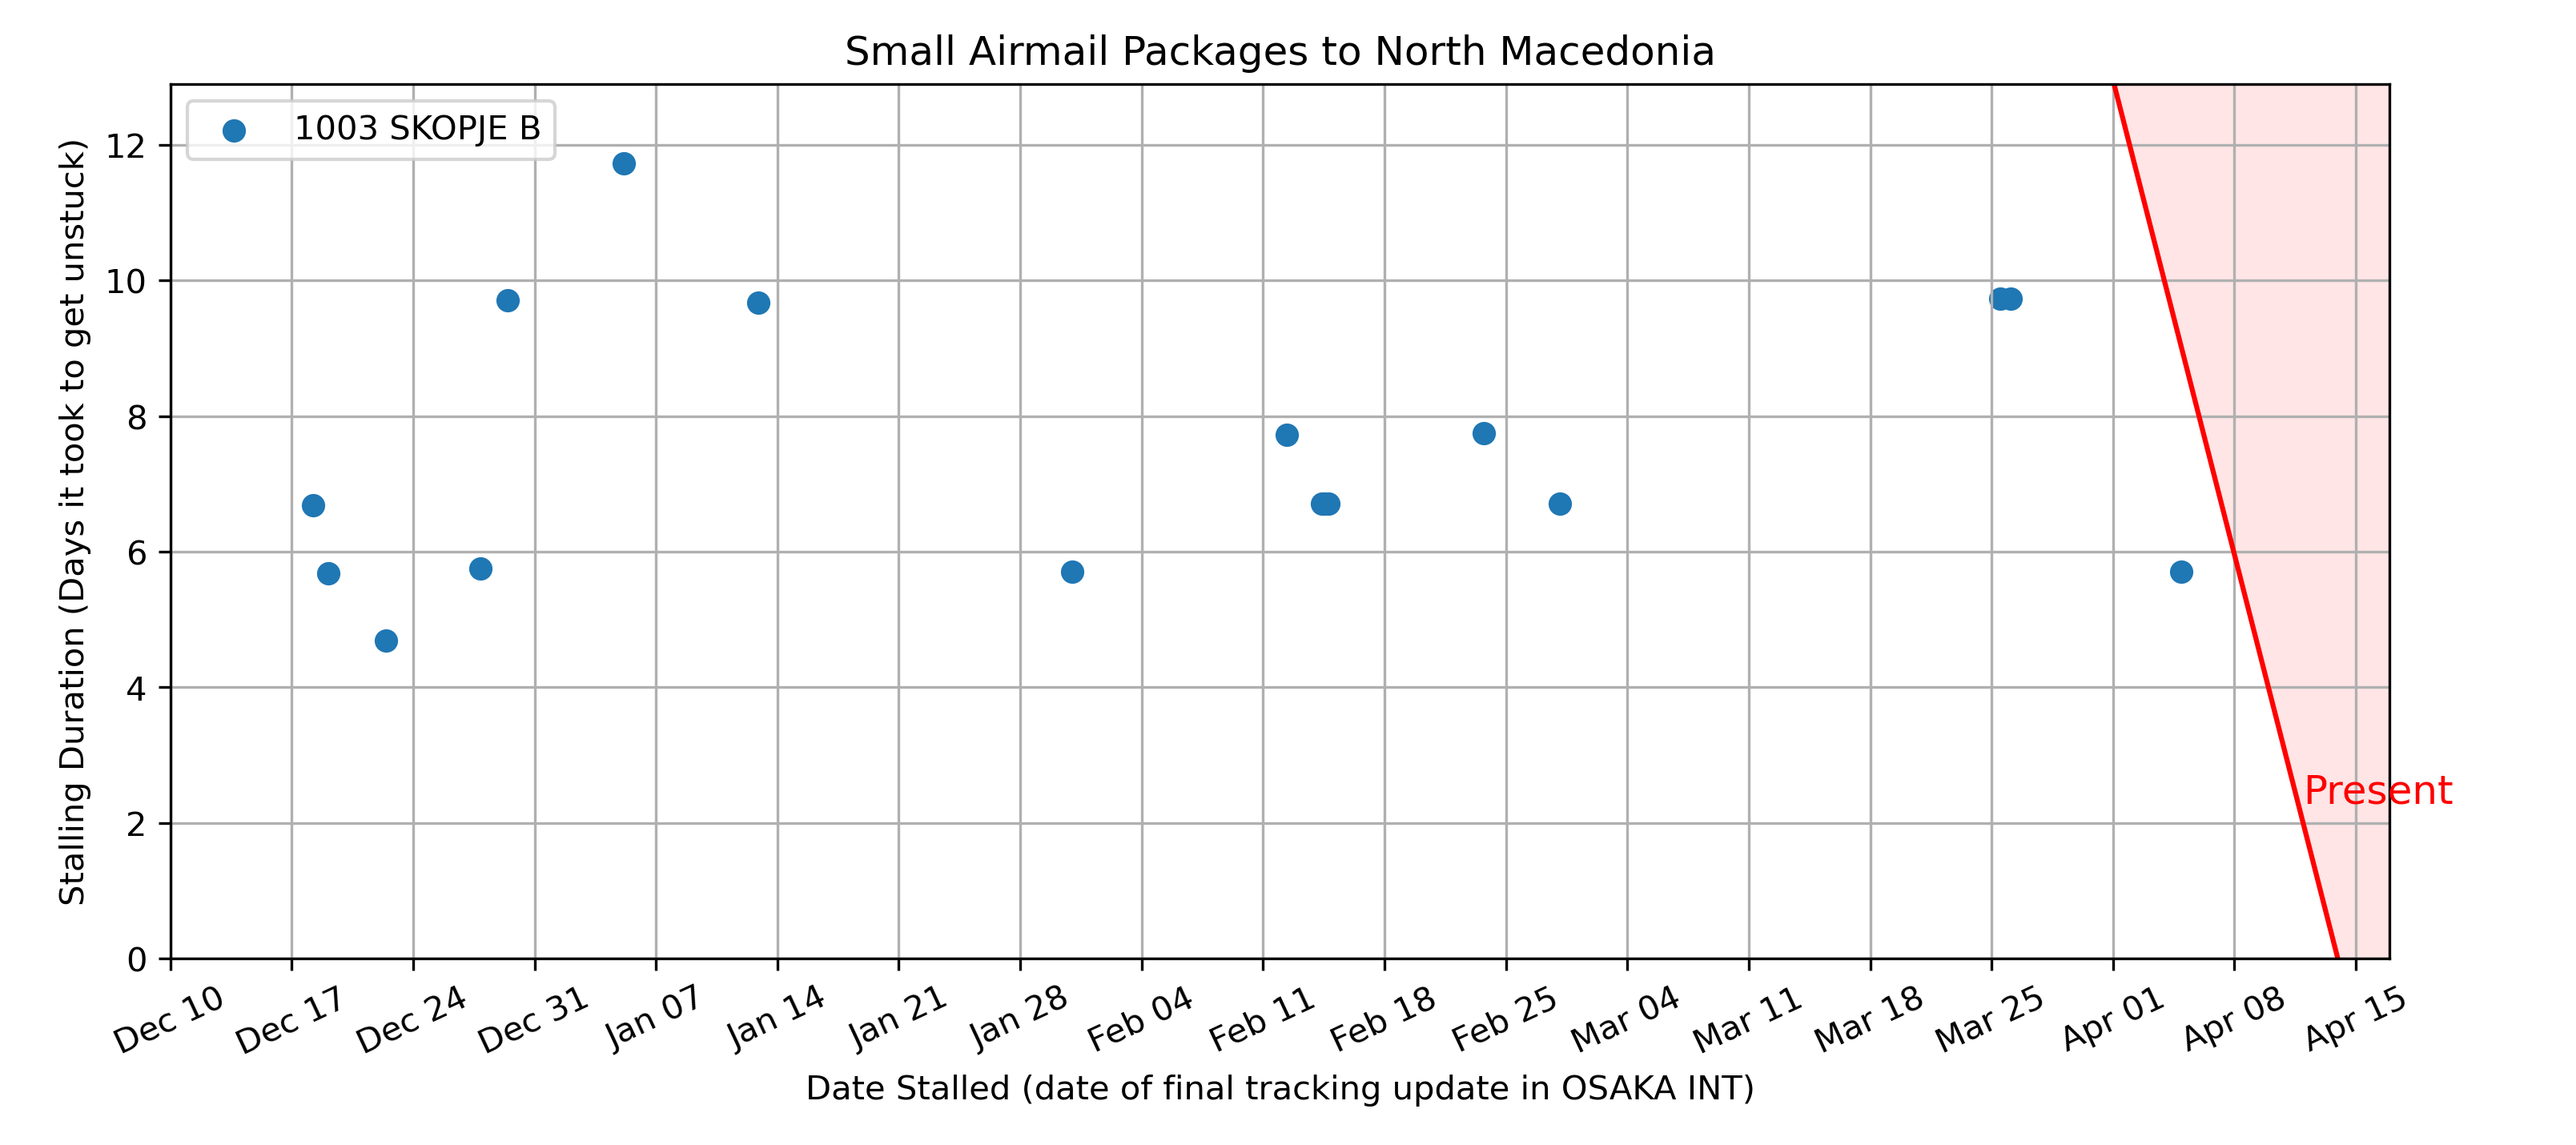 Small Airmail Packages to North Macedonia
1003 SKOPJE B
Stalling Duration (Days it took to get unstuck)
12
10
8
6
4
2
0
Present
Dec 10
Dec 17
Dec 24
Dec 31
Jan 07
Jan 14
Jan 21
Jan 28
Feb 04
Feb 11
Feb 18
Feb 25
Mar 04
Mar 11
Mar 18
Mar 25
Apr 01
Apr 08
Apr 15
Date Stalled (date of final tracking update in OSAKA INT)